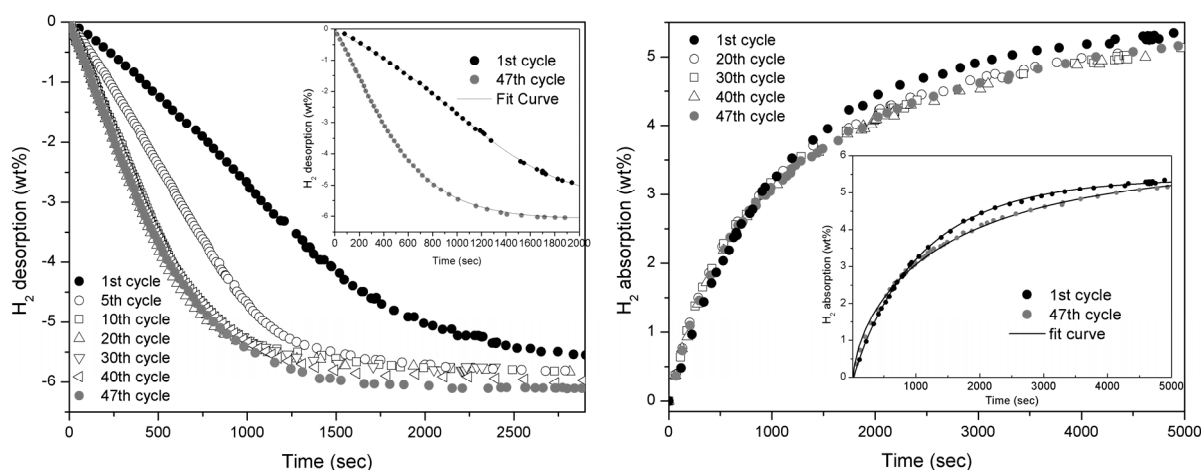 0
-1
-2
-3
-4
-5
-6
H₂ desorption (wt%)
0 500 1000 1500 2000 2500
Time (sec)
1st cycle
5th cycle
10th cycle
20th cycle
30th cycle
40th cycle
47th cycle
0
-1
-2
-3
-4
-5
-6
H₂ desorption (wt%)
0 200 400 600 800 1000 1200 1400 1600 1800 2000
Time (sec)
1st cycle
47th cycle
Fit Curve
5
4
3
2
1
0
H₂ absorption (wt%)
0 1000 2000 3000 4000 5000
Time (sec)
1st cycle
20th cycle
30th cycle
40th cycle
47th cycle
6
5
4
3
2
1
0
H₂ absorption (wt%)
1000 2000 3000 4000 5000
Time (sec)
1st cycle
47th cycle
fit curve